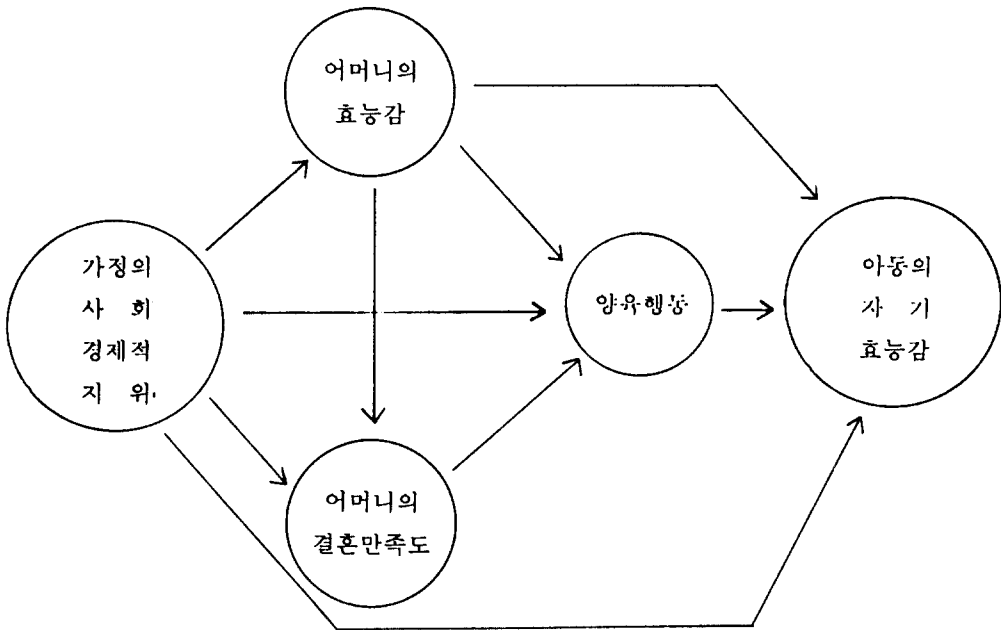 어머니의
효능감
가정의
사 회
경제적
지 위
양육행동
아동의
자 기
효능감
어머니의
결혼만족도